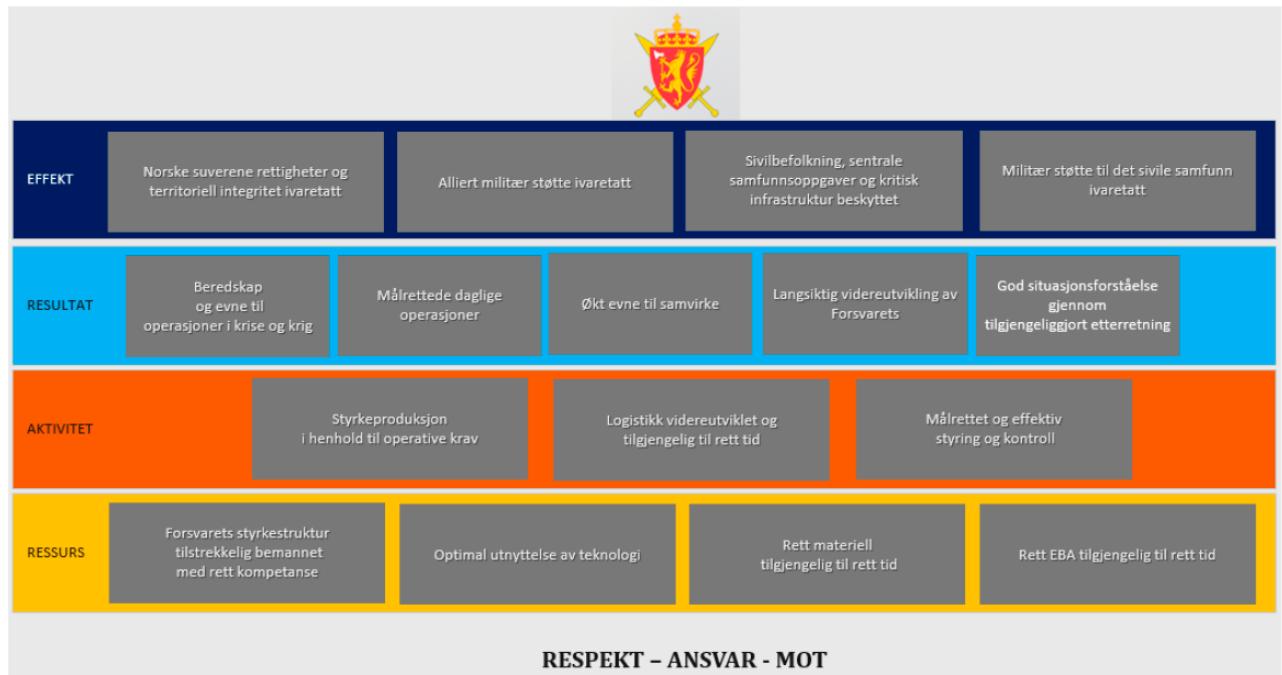 EFFEKT
Norske suverene rettigheter og
territoriell integritet ivaretatt
Alliert militær støtte ivaretatt
Sivilbefolkning, sentrale
samfunnsoppgaver og kritisk
infrastruktur beskyttet
Militær støtte til det sivile samfunn
ivaretatt
RESULTAT
Beredskap
og evne til
operasjoner i krise og krig
Målrettede daglige
operasjoner
Økt evne til samvirke
Langsiktig videreutvikling av
Forsvarets
God situasjonsforståelse
gjennom
tilgjengeliggjort etterretning
AKTIVITET
Styrkeproduksjon
i henhold til operative krav
Logistikk videreutviklet og
tilgjengelig til rett tid
Målrettet og effektiv
styring og kontroll
RESSURS
Forsvarets styrkestruktur
tilstrekkelig bemannet
med rett kompetanse
Optimal utnyttelse av teknologi
Rett materiell
tilgjengelig til rett tid
Rett EBA tilgjengelig til rett tid
RESPEKT – ANSVAR - MOT